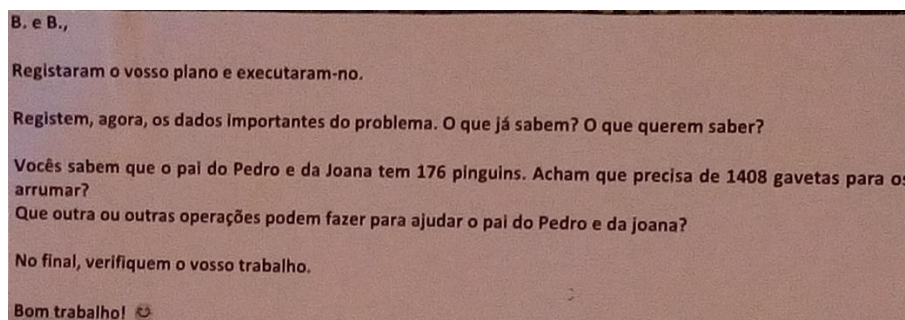 B. e B.,
Registaram o vosso plano e executaram-no.
Registem, agora, os dados importantes do problema. O que já sabem? O que querem saber?
Vocês sabem que o pai do Pedro e da Joana tem 176 pinguins. Acham que precisa de 1408 gavetas para os
arrumar?
Que outra ou outras operações podem fazer para ajudar o pai do Pedro e da joana?
No final, verifiquem o vosso trabalho.
Bom trabalho! ☺